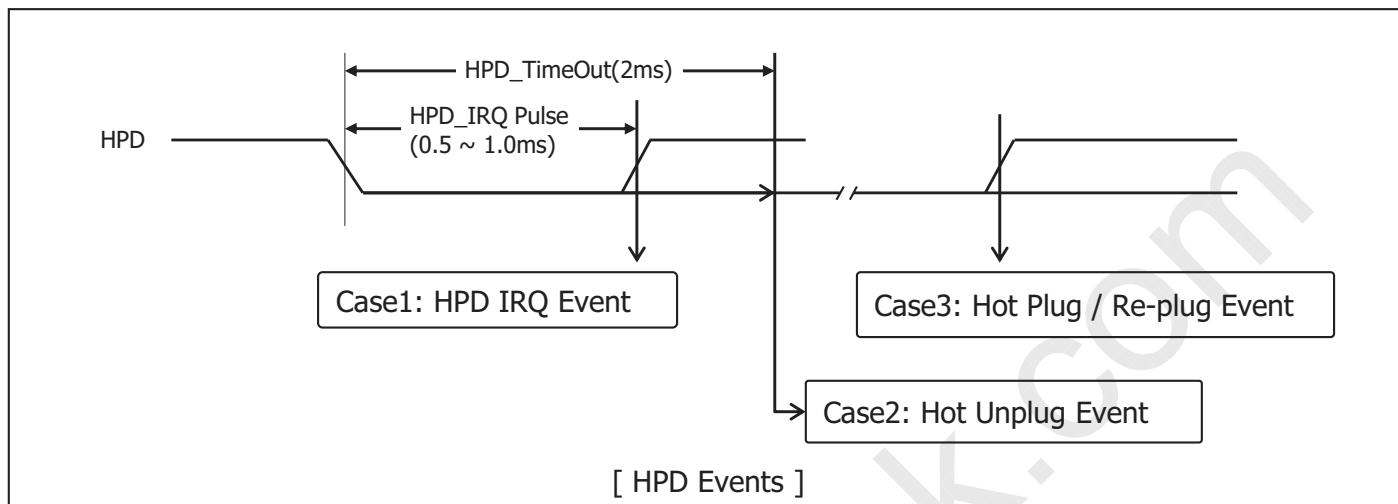 HPD_TimeOut(2ms)
HPD_IRQ Pulse
(0.5 ~ 1.0ms)
HPD
Case1: HPD IRQ Event
Case3: Hot Plug / Re-plug Event
Case2: Hot Unplug Event
[ HPD Events ]
k.com